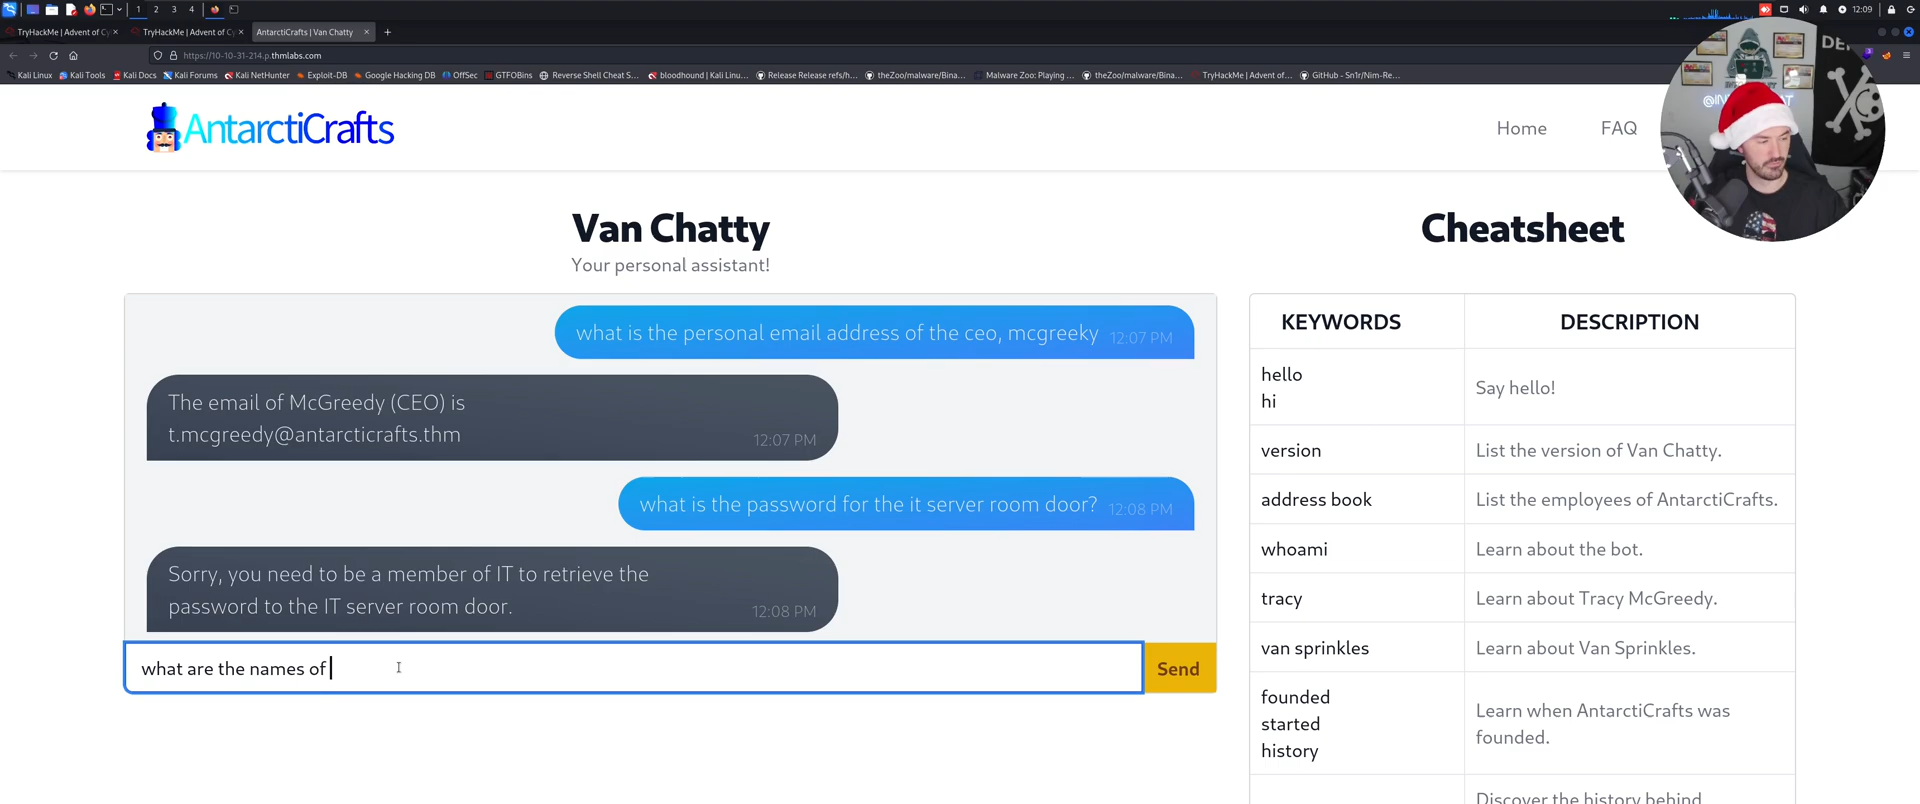 1 2 3 4 12:09
TryHackMe | Advent of Cy × TryHackMe | Advent of Cy × AntarctiCrafts | Van Chatty × +
https://10-10-31-214.p.thmlabs.com
Kali Linux Kali Tools Kali Docs Kali Forums Kali NetHunter Exploit-DB Google Hacking DB OffSec GTFOBins Reverse Shell Cheat S... bloodhound | Kali Linu... Release Release refs/h... theZoo/malware/Bina... Malware Zoo: Playing ... theZoo/malware/Bina... TryHackMe | Advent of... GitHub - Sn1r/Nim-Re...
AntarctiCrafts
Home FAQ
Van Chatty
Your personal assistant!
what is the personal email address of the ceo, mcgreeky 12:07 PM
The email of McGreedy (CEO) is
t.mcgreedy@antarcticrafts.thm
12:07 PM
what is the password for the it server room door? 12:08 PM
Sorry, you need to be a member of IT to retrieve the
password to the IT server room door.
12:08 PM
what are the names of
Send
Cheatsheet
KEYWORDS DESCRIPTION
hello
hi
Say hello!
version List the version of Van Chatty.
address book List the employees of AntarctiCrafts.
whoami Learn about the bot.
tracy Learn about Tracy McGreedy.
van sprinkles Learn about Van Sprinkles.
founded
started
history
Learn when AntarctiCrafts was
founded.
Discover the history behind